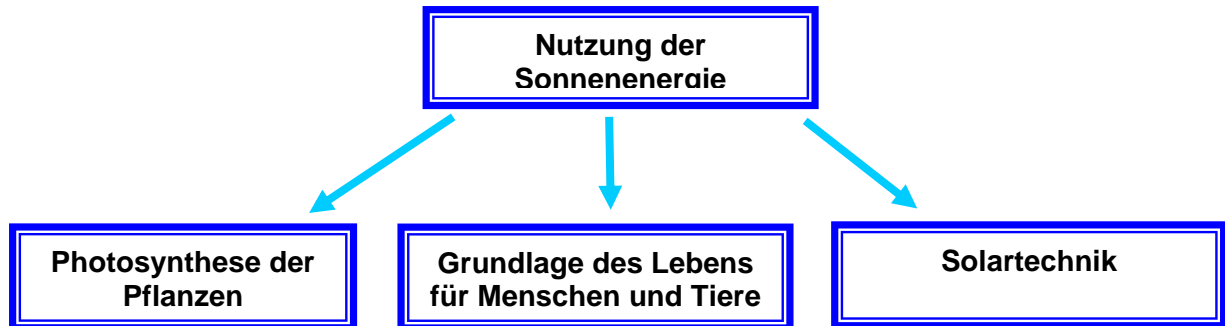 Nutzung der
Sonnenenergie
Photosynthese der
Pflanzen
Grundlage des Lebens
für Menschen und Tiere
Solartechnik